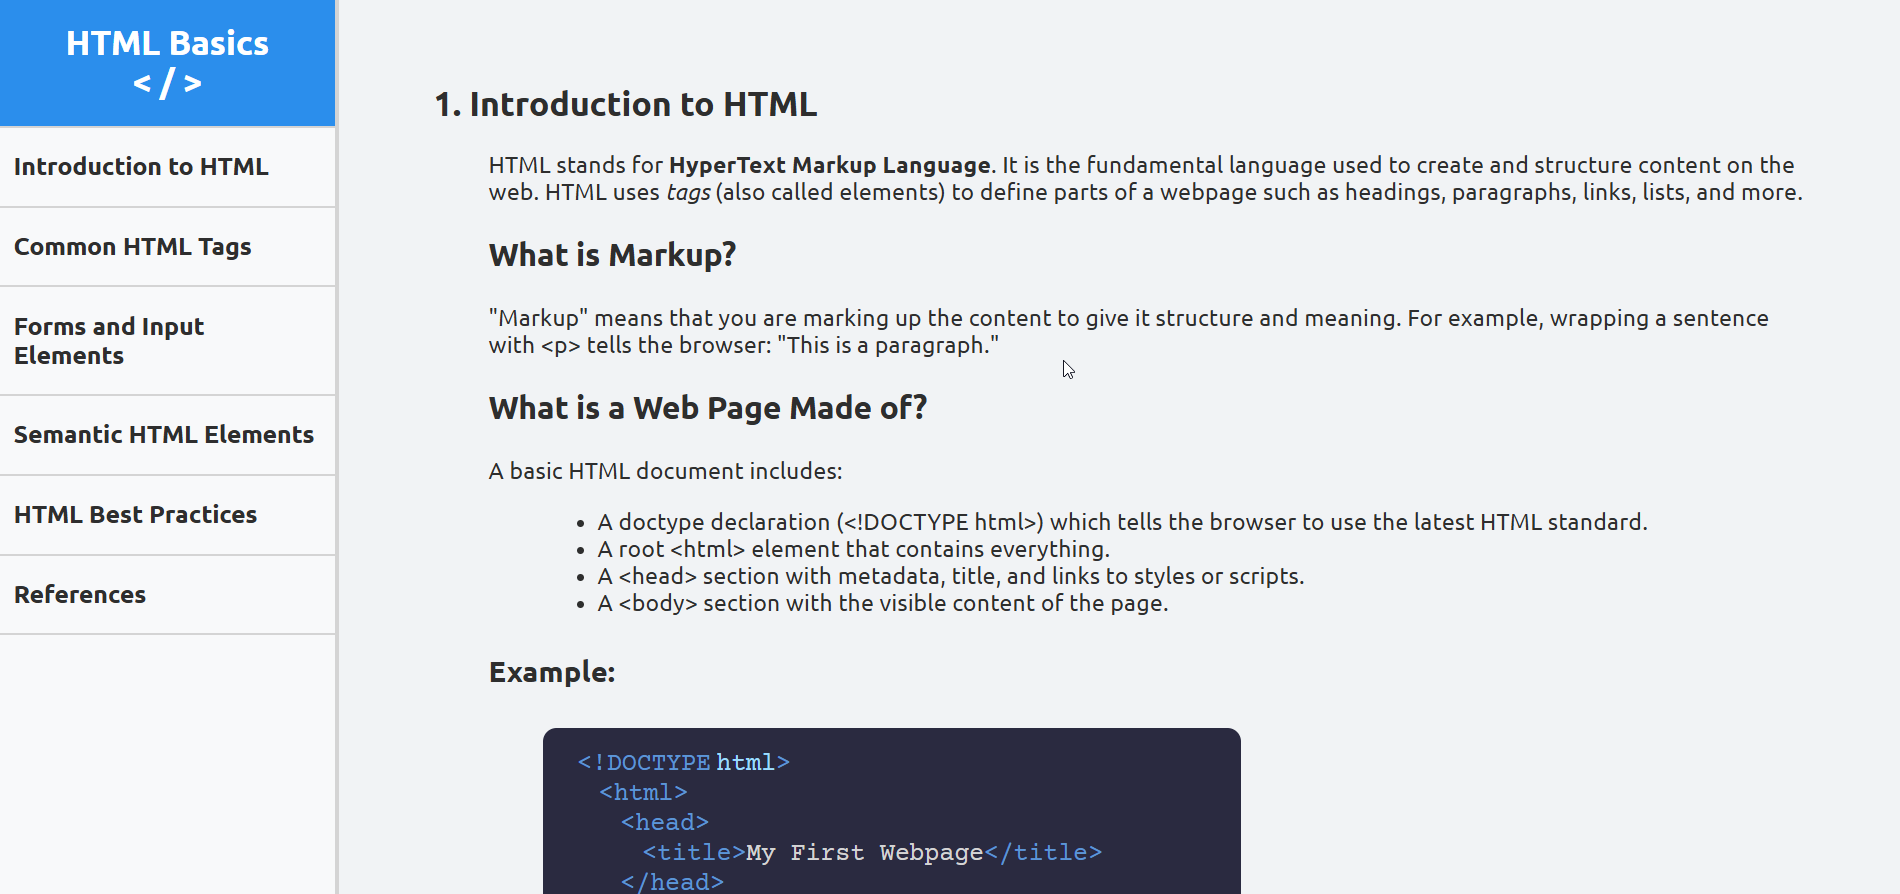 HTML Basics
</>
Introduction to HTML
Common HTML Tags
Forms and Input
Elements
Semantic HTML Elements
HTML Best Practices
References
1. Introduction to HTML
HTML stands for HyperText Markup Language. It is the fundamental language used to create and structure content on the
web. HTML uses tags (also called elements) to define parts of a webpage such as headings, paragraphs, links, lists, and more.
What is Markup?
"Markup" means that you are marking up the content to give it structure and meaning. For example, wrapping a sentence
with <p> tells the browser: "This is a paragraph."
What is a Web Page Made of?
A basic HTML document includes:
• A doctype declaration (<!DOCTYPE html>) which tells the browser to use the latest HTML standard.
• A root <html> element that contains everything.
• A <head> section with metadata, title, and links to styles or scripts.
• A <body> section with the visible content of the page.
Example:
<!DOCTYPE html>
<html>
<head>
<title>My First Webpage</title>
</head>